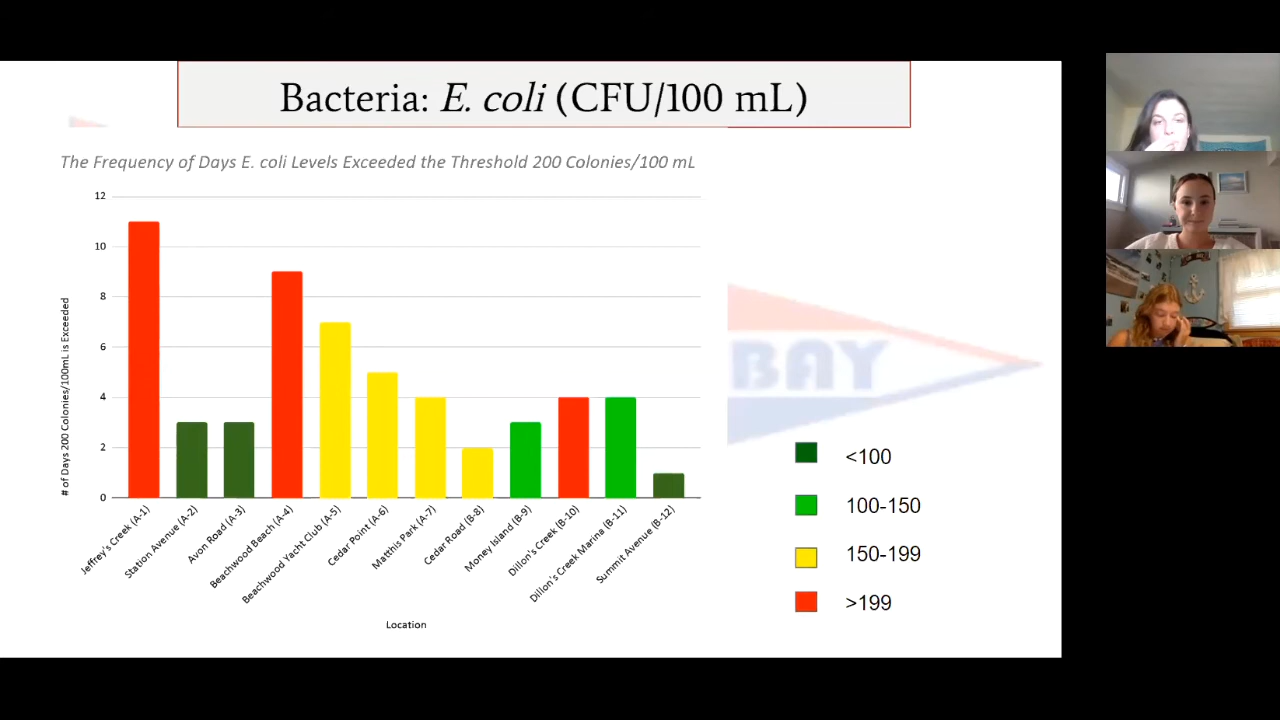 Bacteria: E. coli (CFU/100 mL)
The Frequency of Days E. coli Levels Exceeded the Threshold 200 Colonies/100 mL
# of Days 200 Colonies/100mL is Exceeded
12
10
8
6
4
2
0
Jeffrey's Creek (A-1)
Station Avenue (A-2)
Avon Road (A-3)
Beachwood Beach (A-4)
Beachwood Yacht Club (A-5)
Cedar Point (A-6)
Matthis Park (A-7)
Cedar Road (B-8)
Money Island (B-9)
Dillon's Creek (B-10)
Dillon's Creek Marina (B-11)
Summit Avenue (B-12)
Location
BAY
<100
100-150
150-199
>199